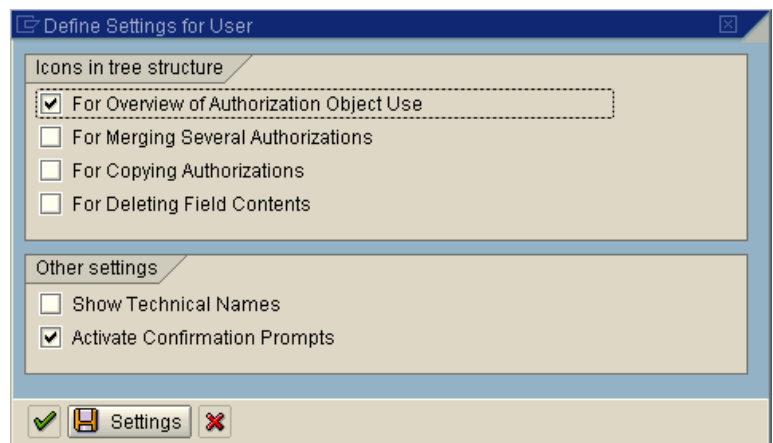 Define Settings for User
Icons in tree structure
For Overview of Authorization Object Use
For Merging Several Authorizations
For Copying Authorizations
For Deleting Field Contents
Other settings
Show Technical Names
Activate Confirmation Prompts
Settings